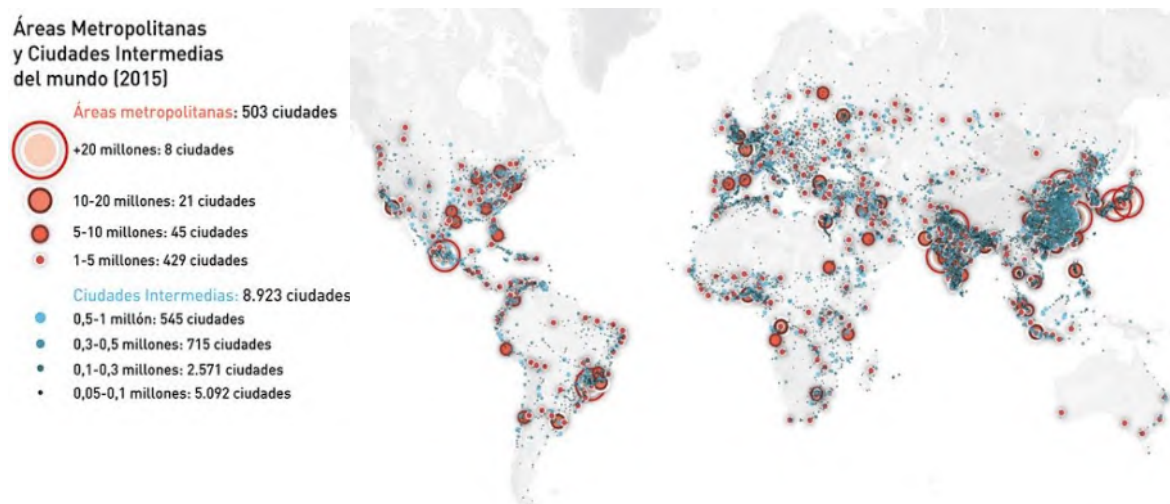 Áreas Metropolitanas
y Ciudades Intermedias
del mundo (2015)
Áreas metropolitanas: 503 ciudades
+20 millones: 8 ciudades
10-20 millones: 21 ciudades
5-10 millones: 45 ciudades
1-5 millones: 429 ciudades
Ciudades Intermedias: 8.923 ciudades
0,5-1 millón: 545 ciudades
0,3-0,5 millones: 715 ciudades
0,1-0,3 millones: 2.571 ciudades
0,05-0,1 millones: 5.092 ciudades